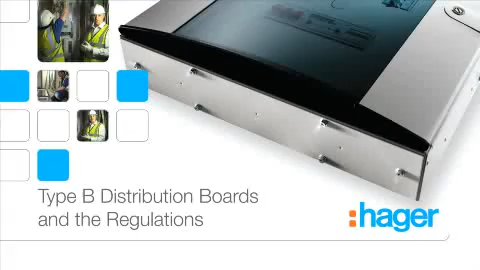 Type B Distribution Boards
and the Regulations
:hager